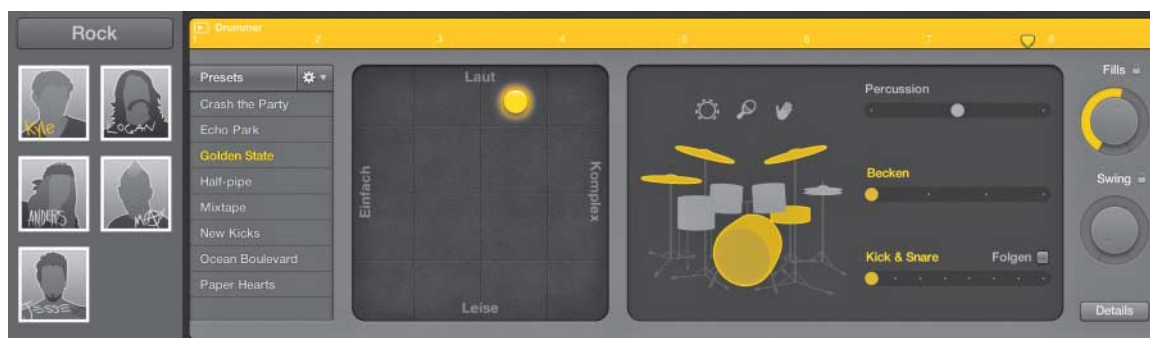 Rock
Kyle
LOGAN
ANDERS
MAX
JESSE
Drummer
1 2 3 4 5 6 7 8
Presets
Crash the Party
Echo Park
Golden State
Half-pipe
Mixtape
New Kicks
Ocean Boulevard
Paper Hearts
Laut
Einfach
Komplex
Leise
Percussion
Becken
Kick & Snare Folgen
Fills
Swing
Details